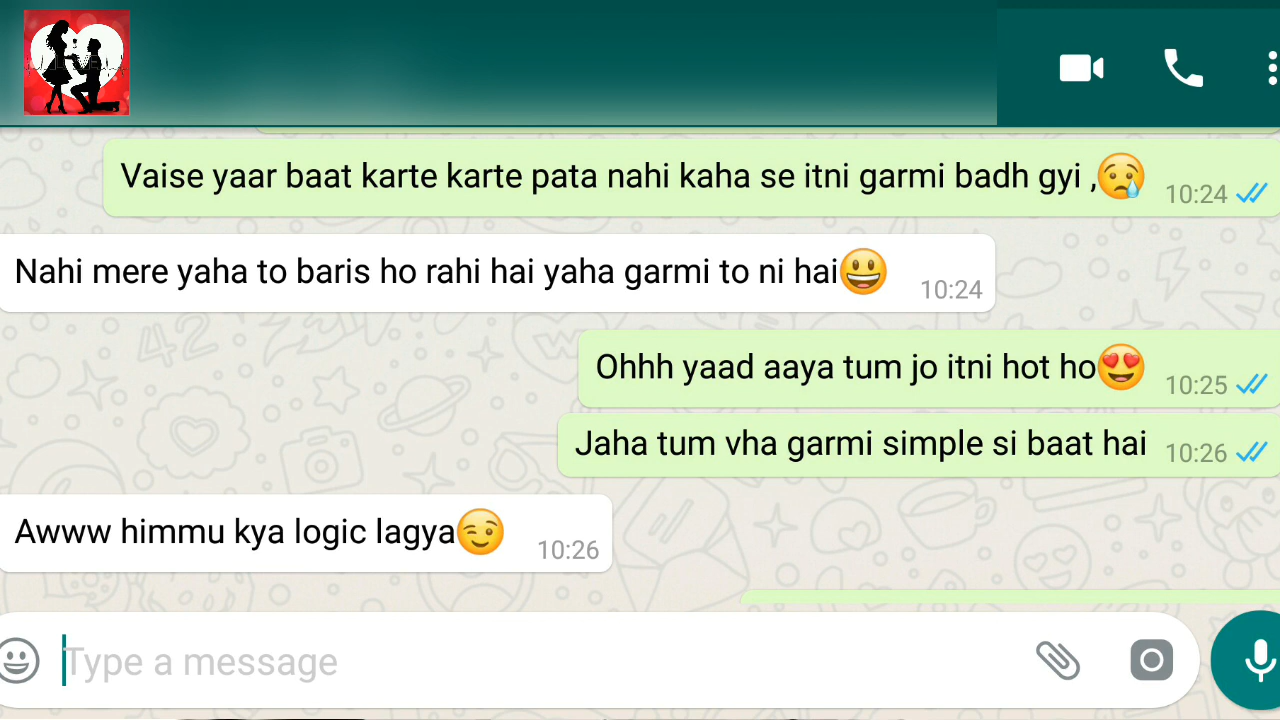 Vaise yaar baat karte karte pata nahi kaha se itni garmi badh gyi ,😢 10:24
Nahi mere yaha to baris ho rahi hai yaha garmi to ni hai😃 10:24
Ohhh yaad aaya tum jo itni hot ho😍 10:25
Jaha tum vha garmi simple si baat hai 10:26
Awww himmu kya logic lagya😉 10:26
Type a message